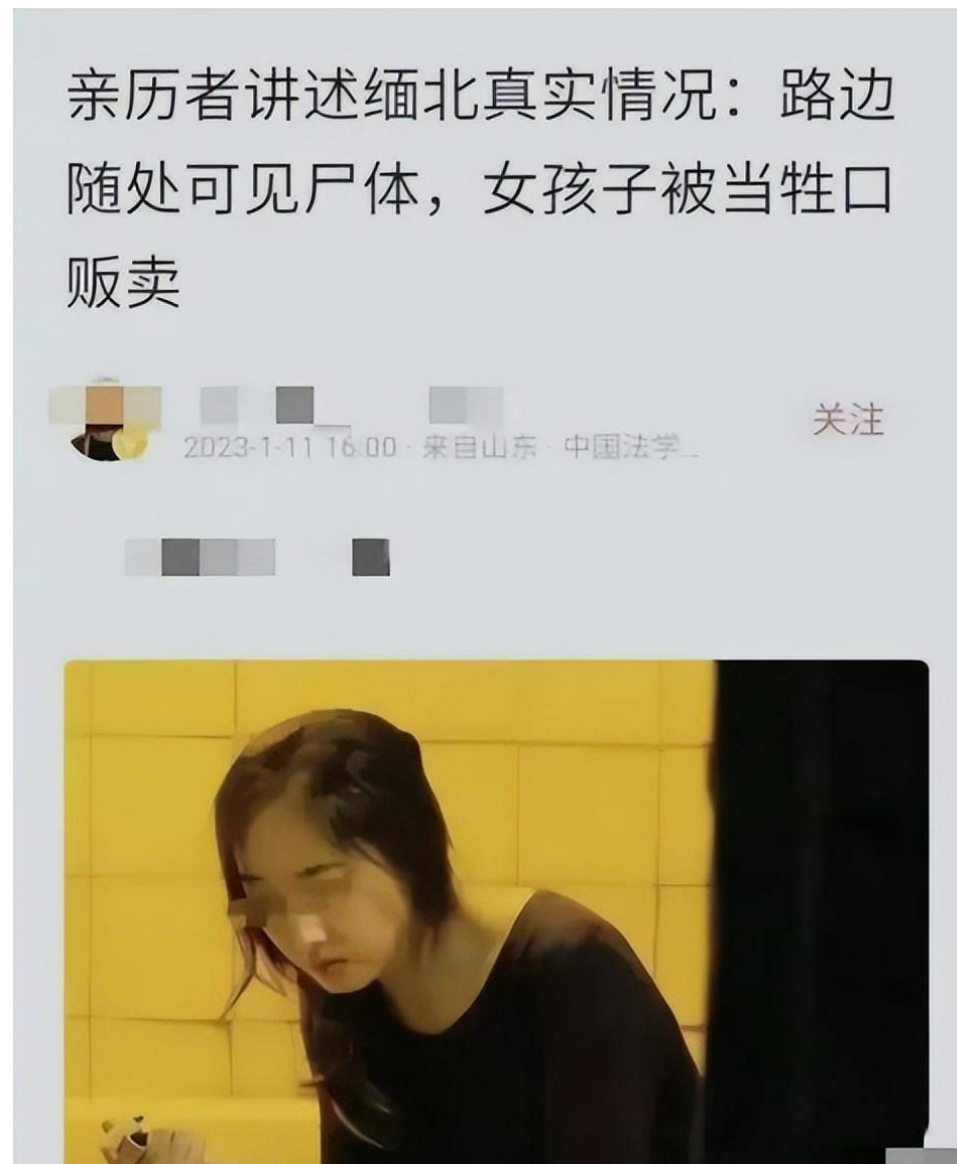 亲历者讲述缅北真实情况：路边
随处可见尸体，女孩子被当牲口
贩卖
关注
2023-1-11 16:00 · 来自山东 · 中国法学...